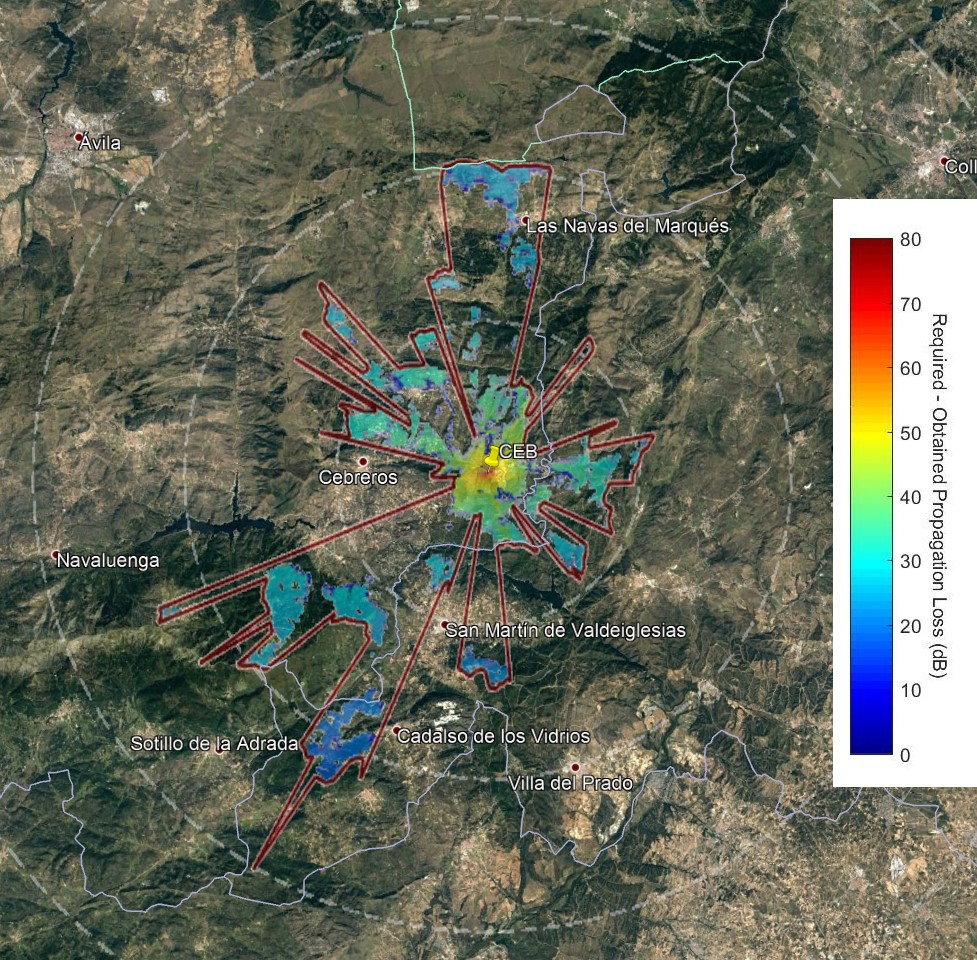 Ávila
Coll
Las Navas del Marqués
80
70
60
50
40
30
20
10
0
Required - Obtained Propagation Loss (dB)
CEB
Cebreros
Navaluenga
San Martín de Valdeiglesias
Sotillo de la Adrada
Cadalso de los Vidrios
Villa del Prado